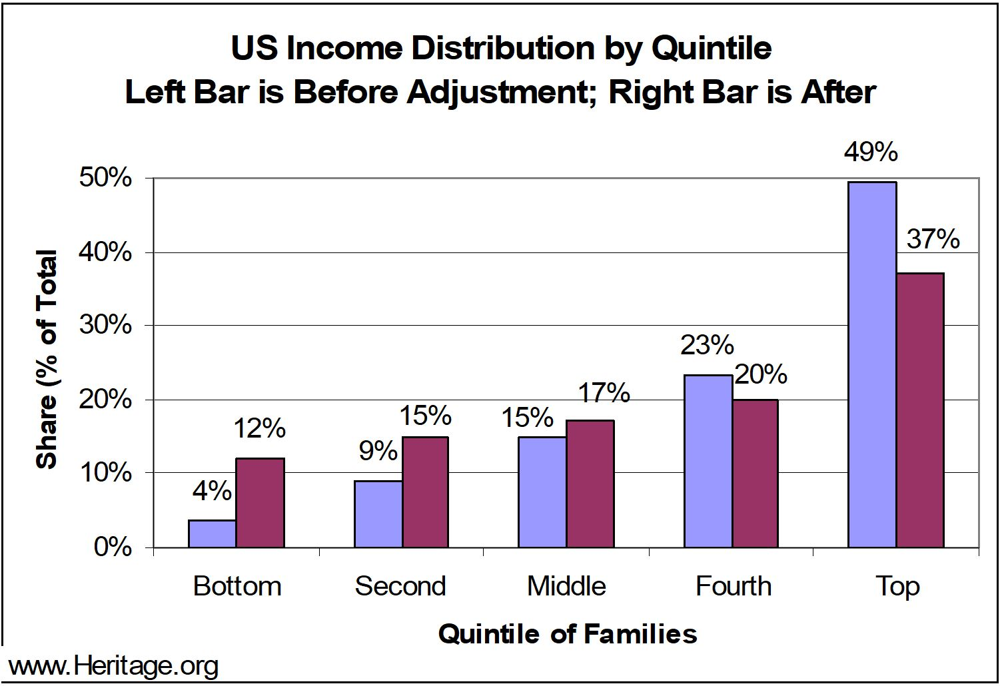 US Income Distribution by Quintile
Left Bar is Before Adjustment; Right Bar is After
Share (% of Total
50%
40%
30%
20%
10%
0%
4%
12%
9%
15%
15%
17%
23%
20%
49%
37%
Bottom
Second
Middle
Fourth
Top
Quintile of Families
www.Heritage.org